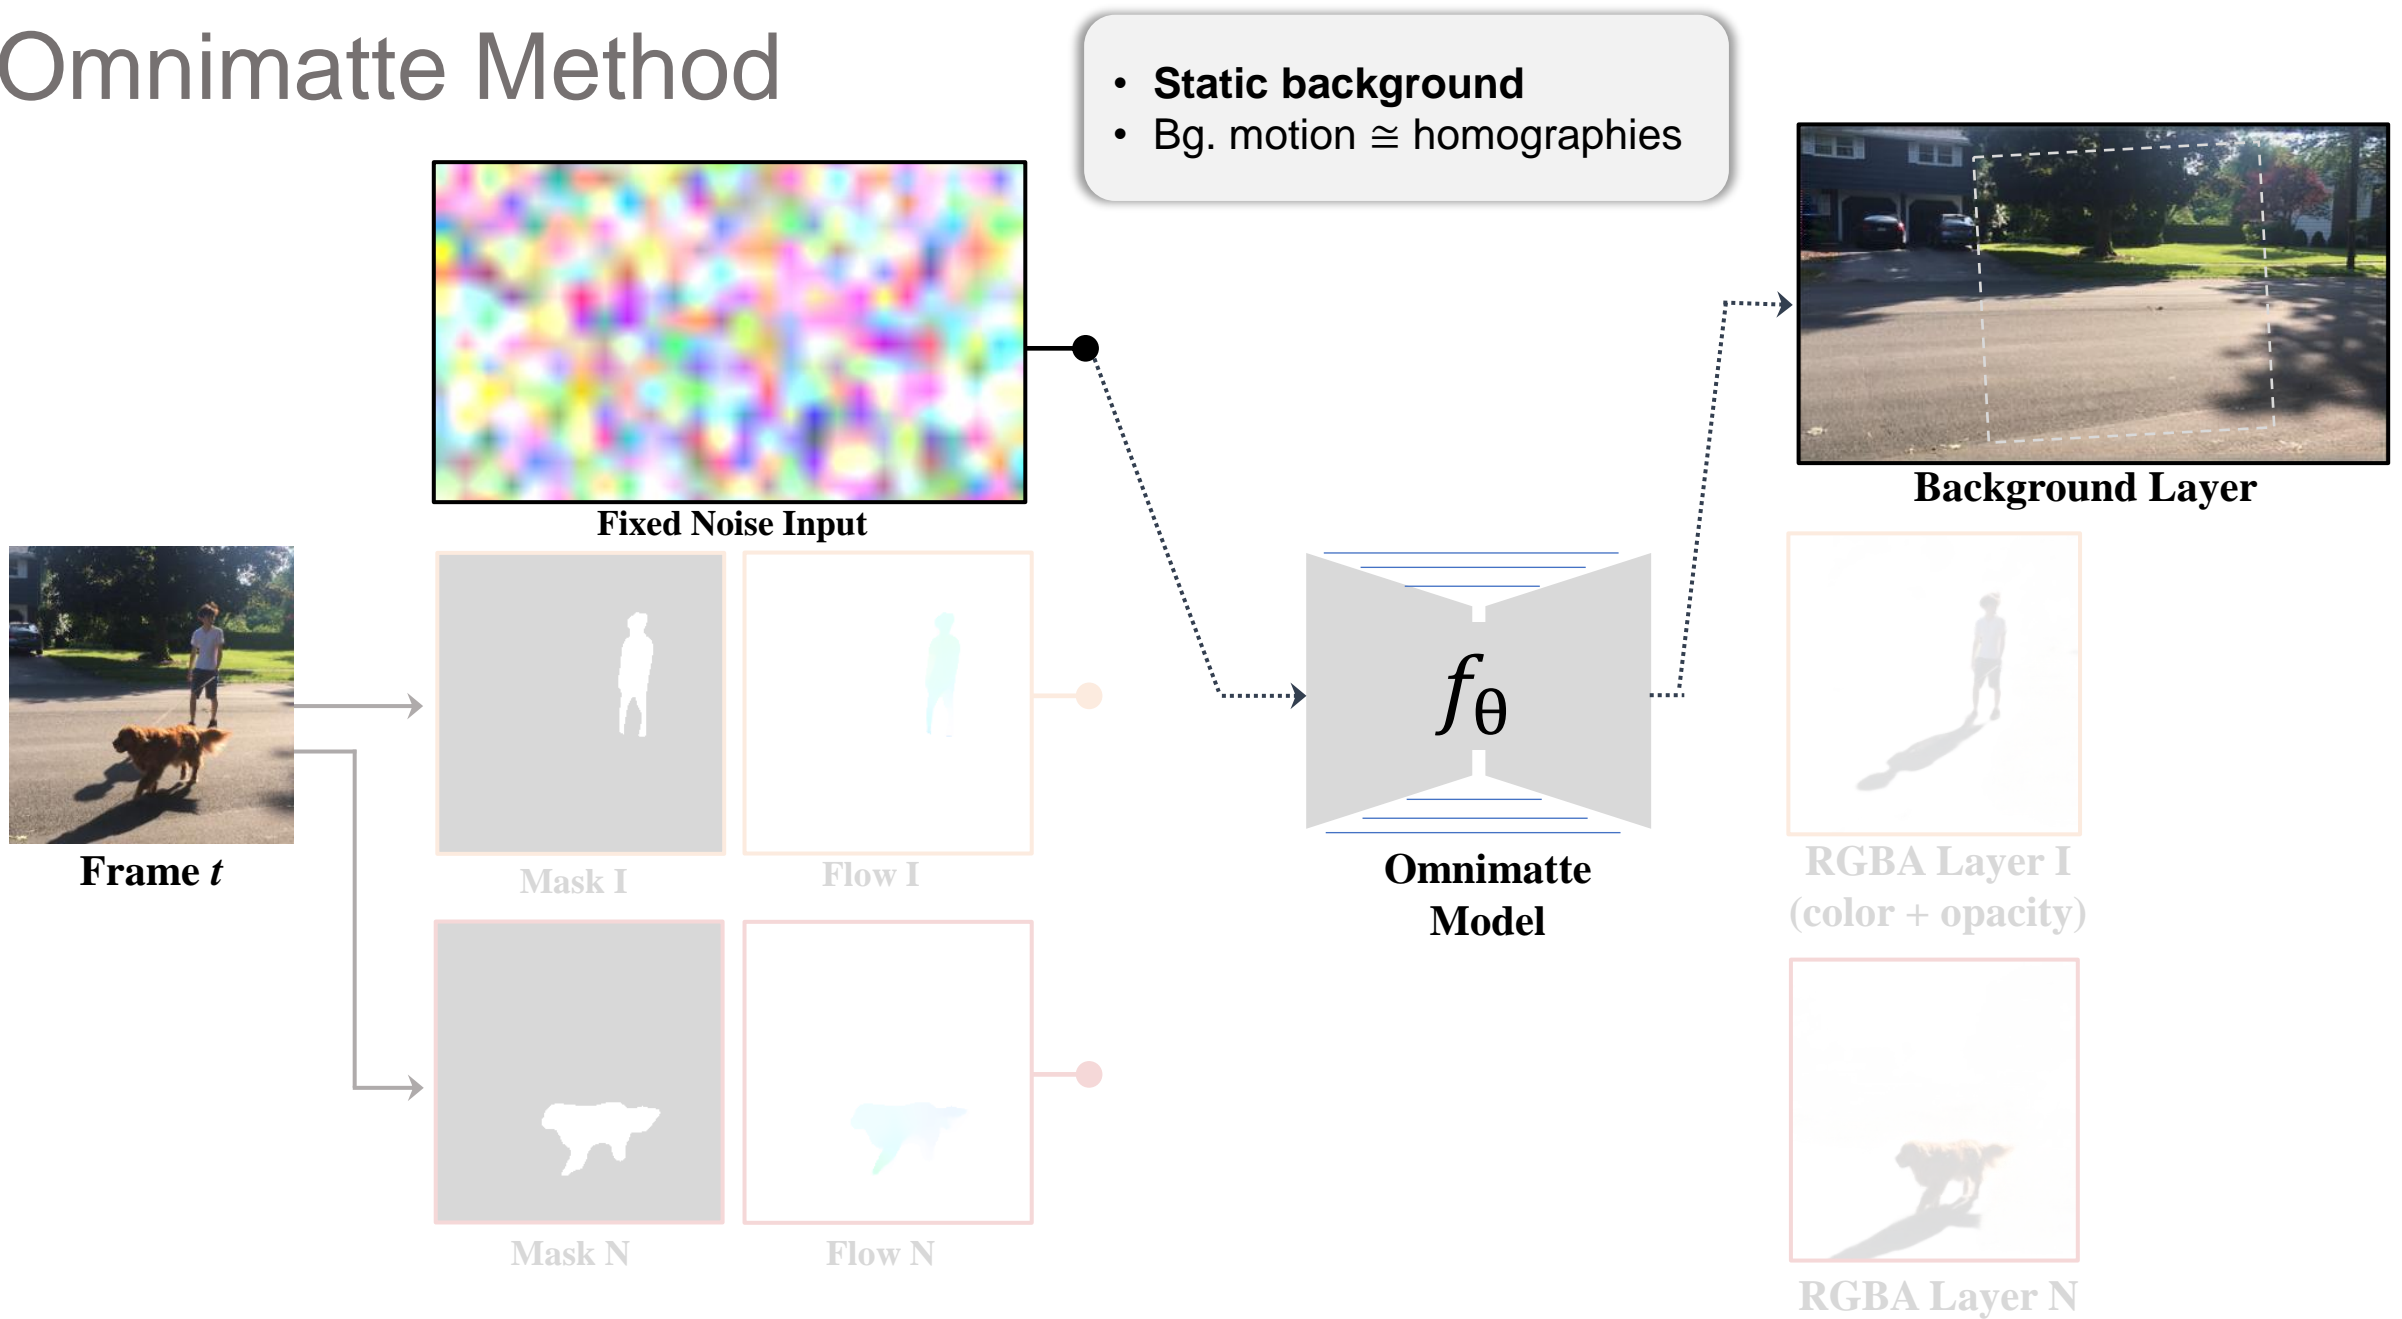 Omnimatte Method
• Static background
• Bg. motion ≅ homographies
Fixed Noise Input
Background Layer
Frame t
Mask I
Flow I
fθ
Omnimatte
Model
RGBA Layer I
(color + opacity)
Mask N
Flow N
RGBA Layer N